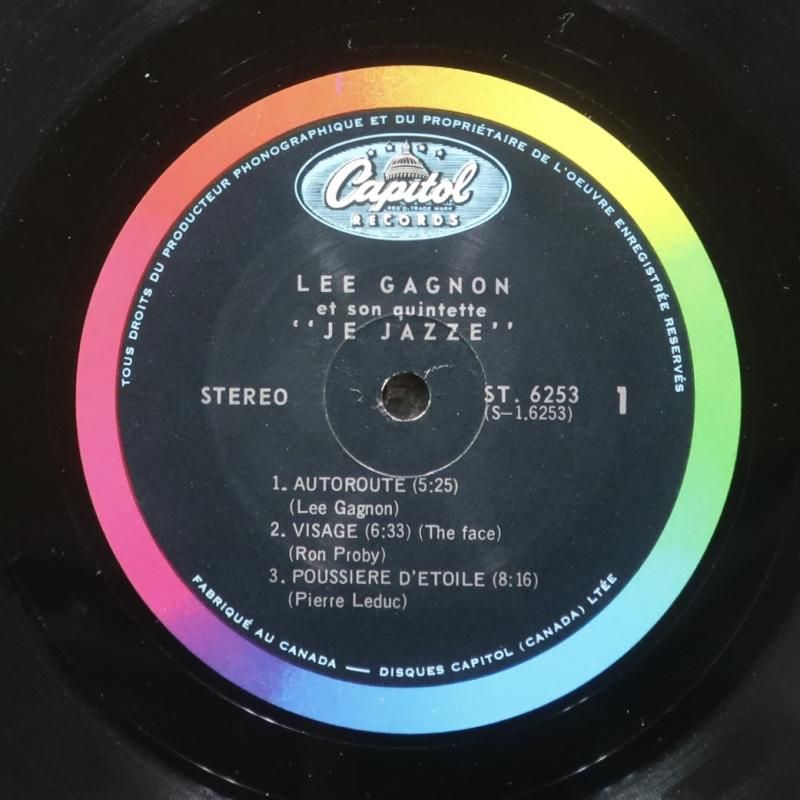 TOUS DROITS DU PRODUCTEUR PHONOGRAPHIQUE ET DU PROPRIÉTAIRE DE L'OEUVRE ENREGISTRÉE RESERVÉS
Capitol
REG'D. TRADE MARK
RECORDS
LEE GAGNON
et son quintette
‘‘JE JAZZE’’
STEREO
ST. 6253
(S–1.6253)
1
1. AUTOROUTE (5:25)
(Lee Gagnon)
2. VISAGE (6:33) (The face)
(Ron Proby)
3. POUSSIERE D'ETOILE (8:16)
(Pierre Leduc)
FABRIQUÉ AU CANADA — DISQUES CAPITOL (CANADA) LTÉE